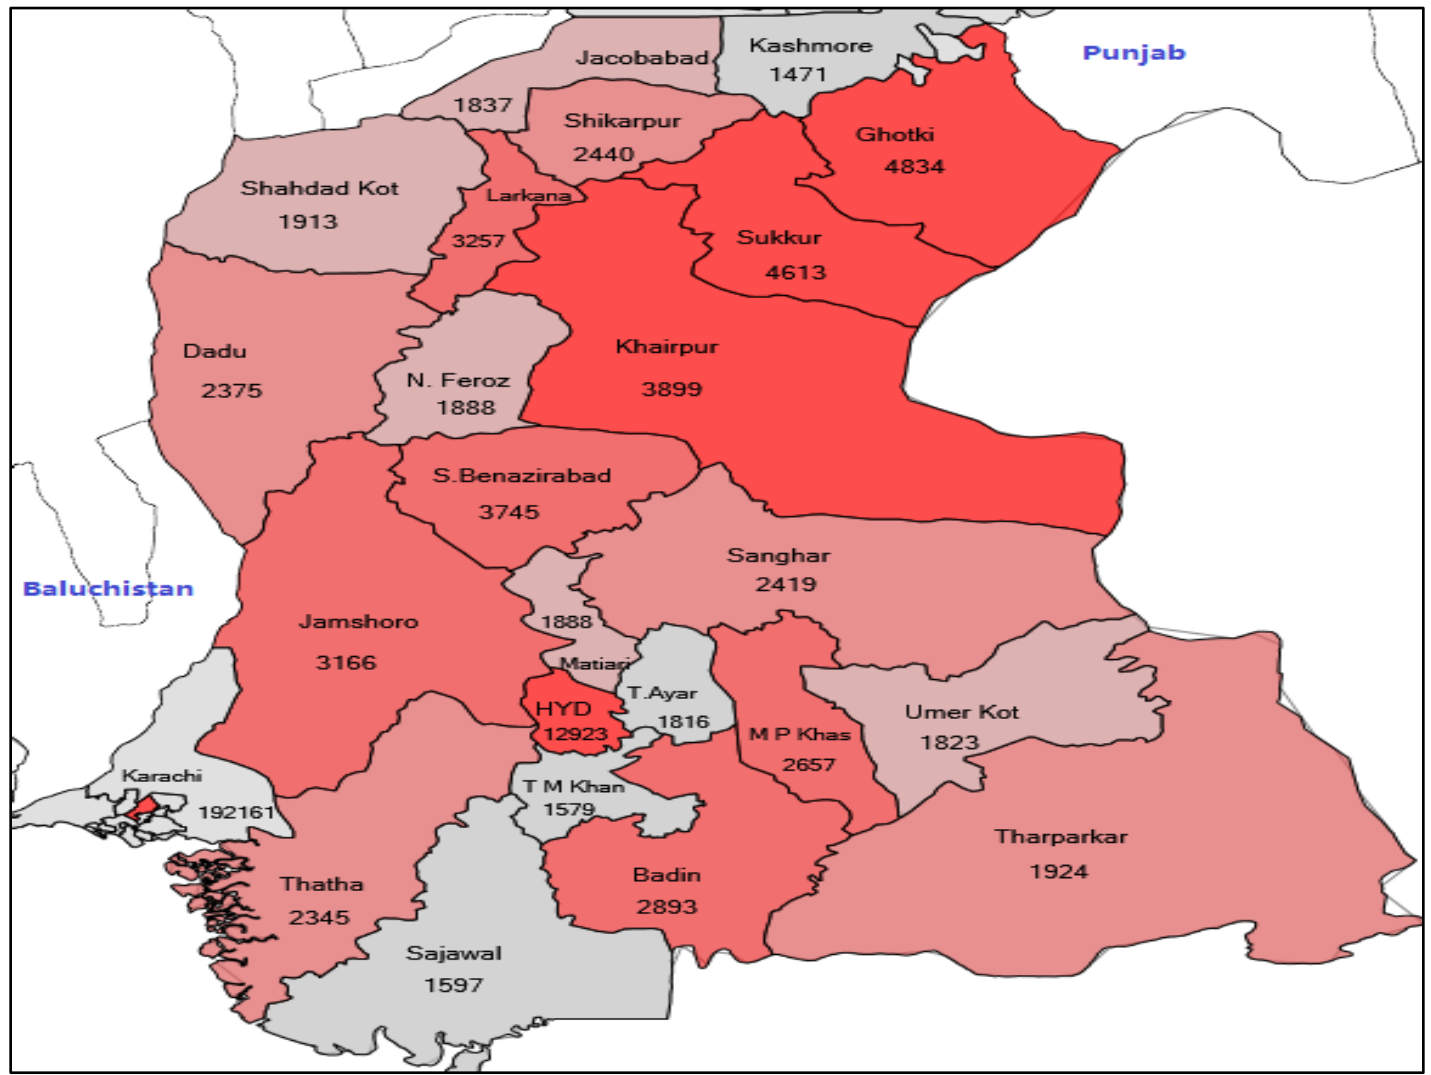 Kashmore
1471
Punjab
Jacobabad
1837
Shikarpur
2440
Ghotki
4834
Shahdad Kot
1913
Larkana
3257
Sukkur
4613
Dadu
2375
N. Feroz
1888
Khairpur
3899
S.Benazirabad
3745
Sanghar
2419
Baluchistan
Jamshoro
3166
1888
Matiari
T.Ayar
1816
HYD
12923
M P Khas
2657
Umer Kot
1823
Karachi
192161
T M Khan
1579
Tharparkar
1924
Thatha
2345
Badin
2893
Sajawal
1597